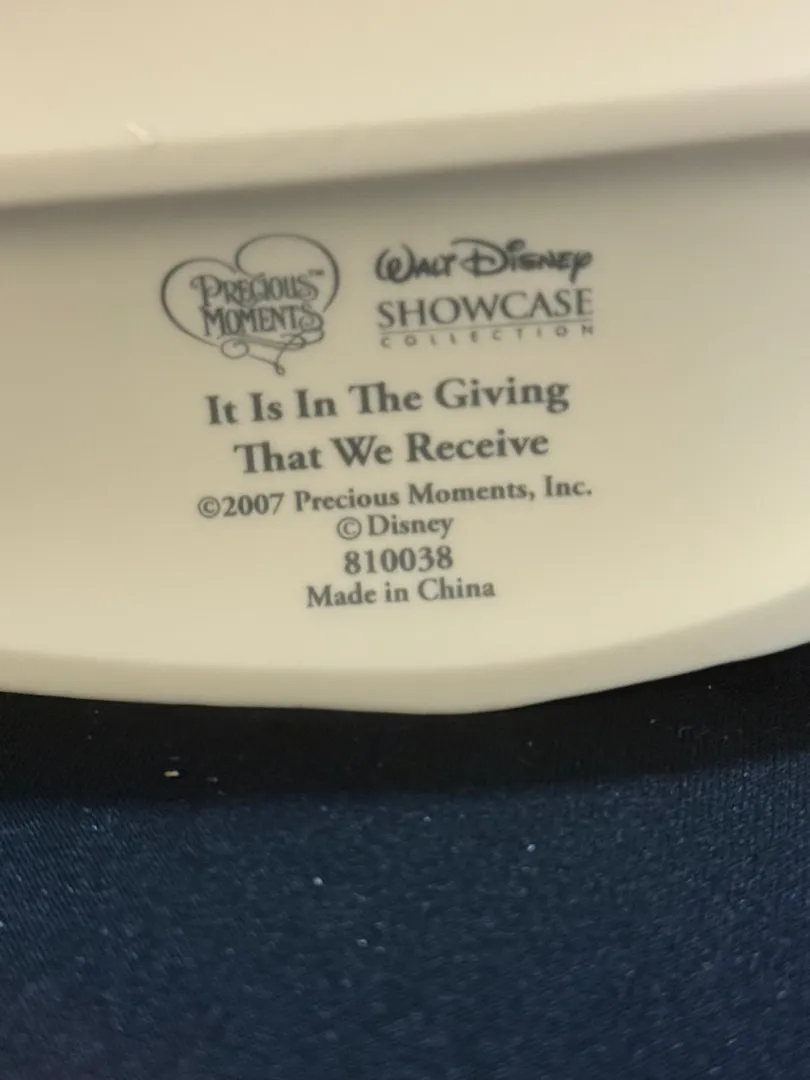 PRECIOUS™
MOMENTS
WALT DISNEY
SHOWCASE
COLLECTION
It Is In The Giving
That We Receive
©2007 Precious Moments, Inc.
© Disney
810038
Made in China